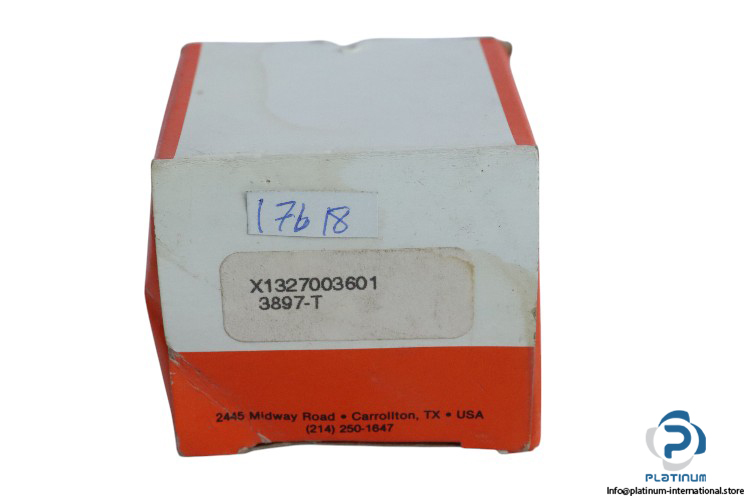 17618
X1327003601
3897-T
2445 Midway Road • Carrollton, TX • USA
(214) 250-1647
PLATINUM
Info@platinum-international.store